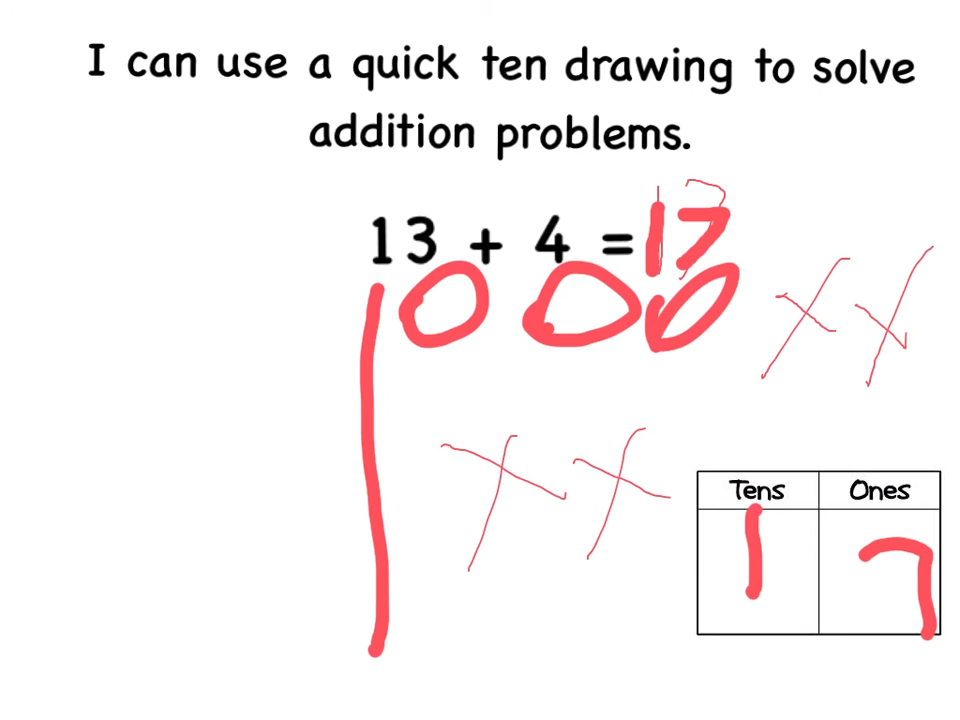 I can use a quick ten drawing to solve
addition problems.
13 + 4 = 17
Tens Ones
1 7